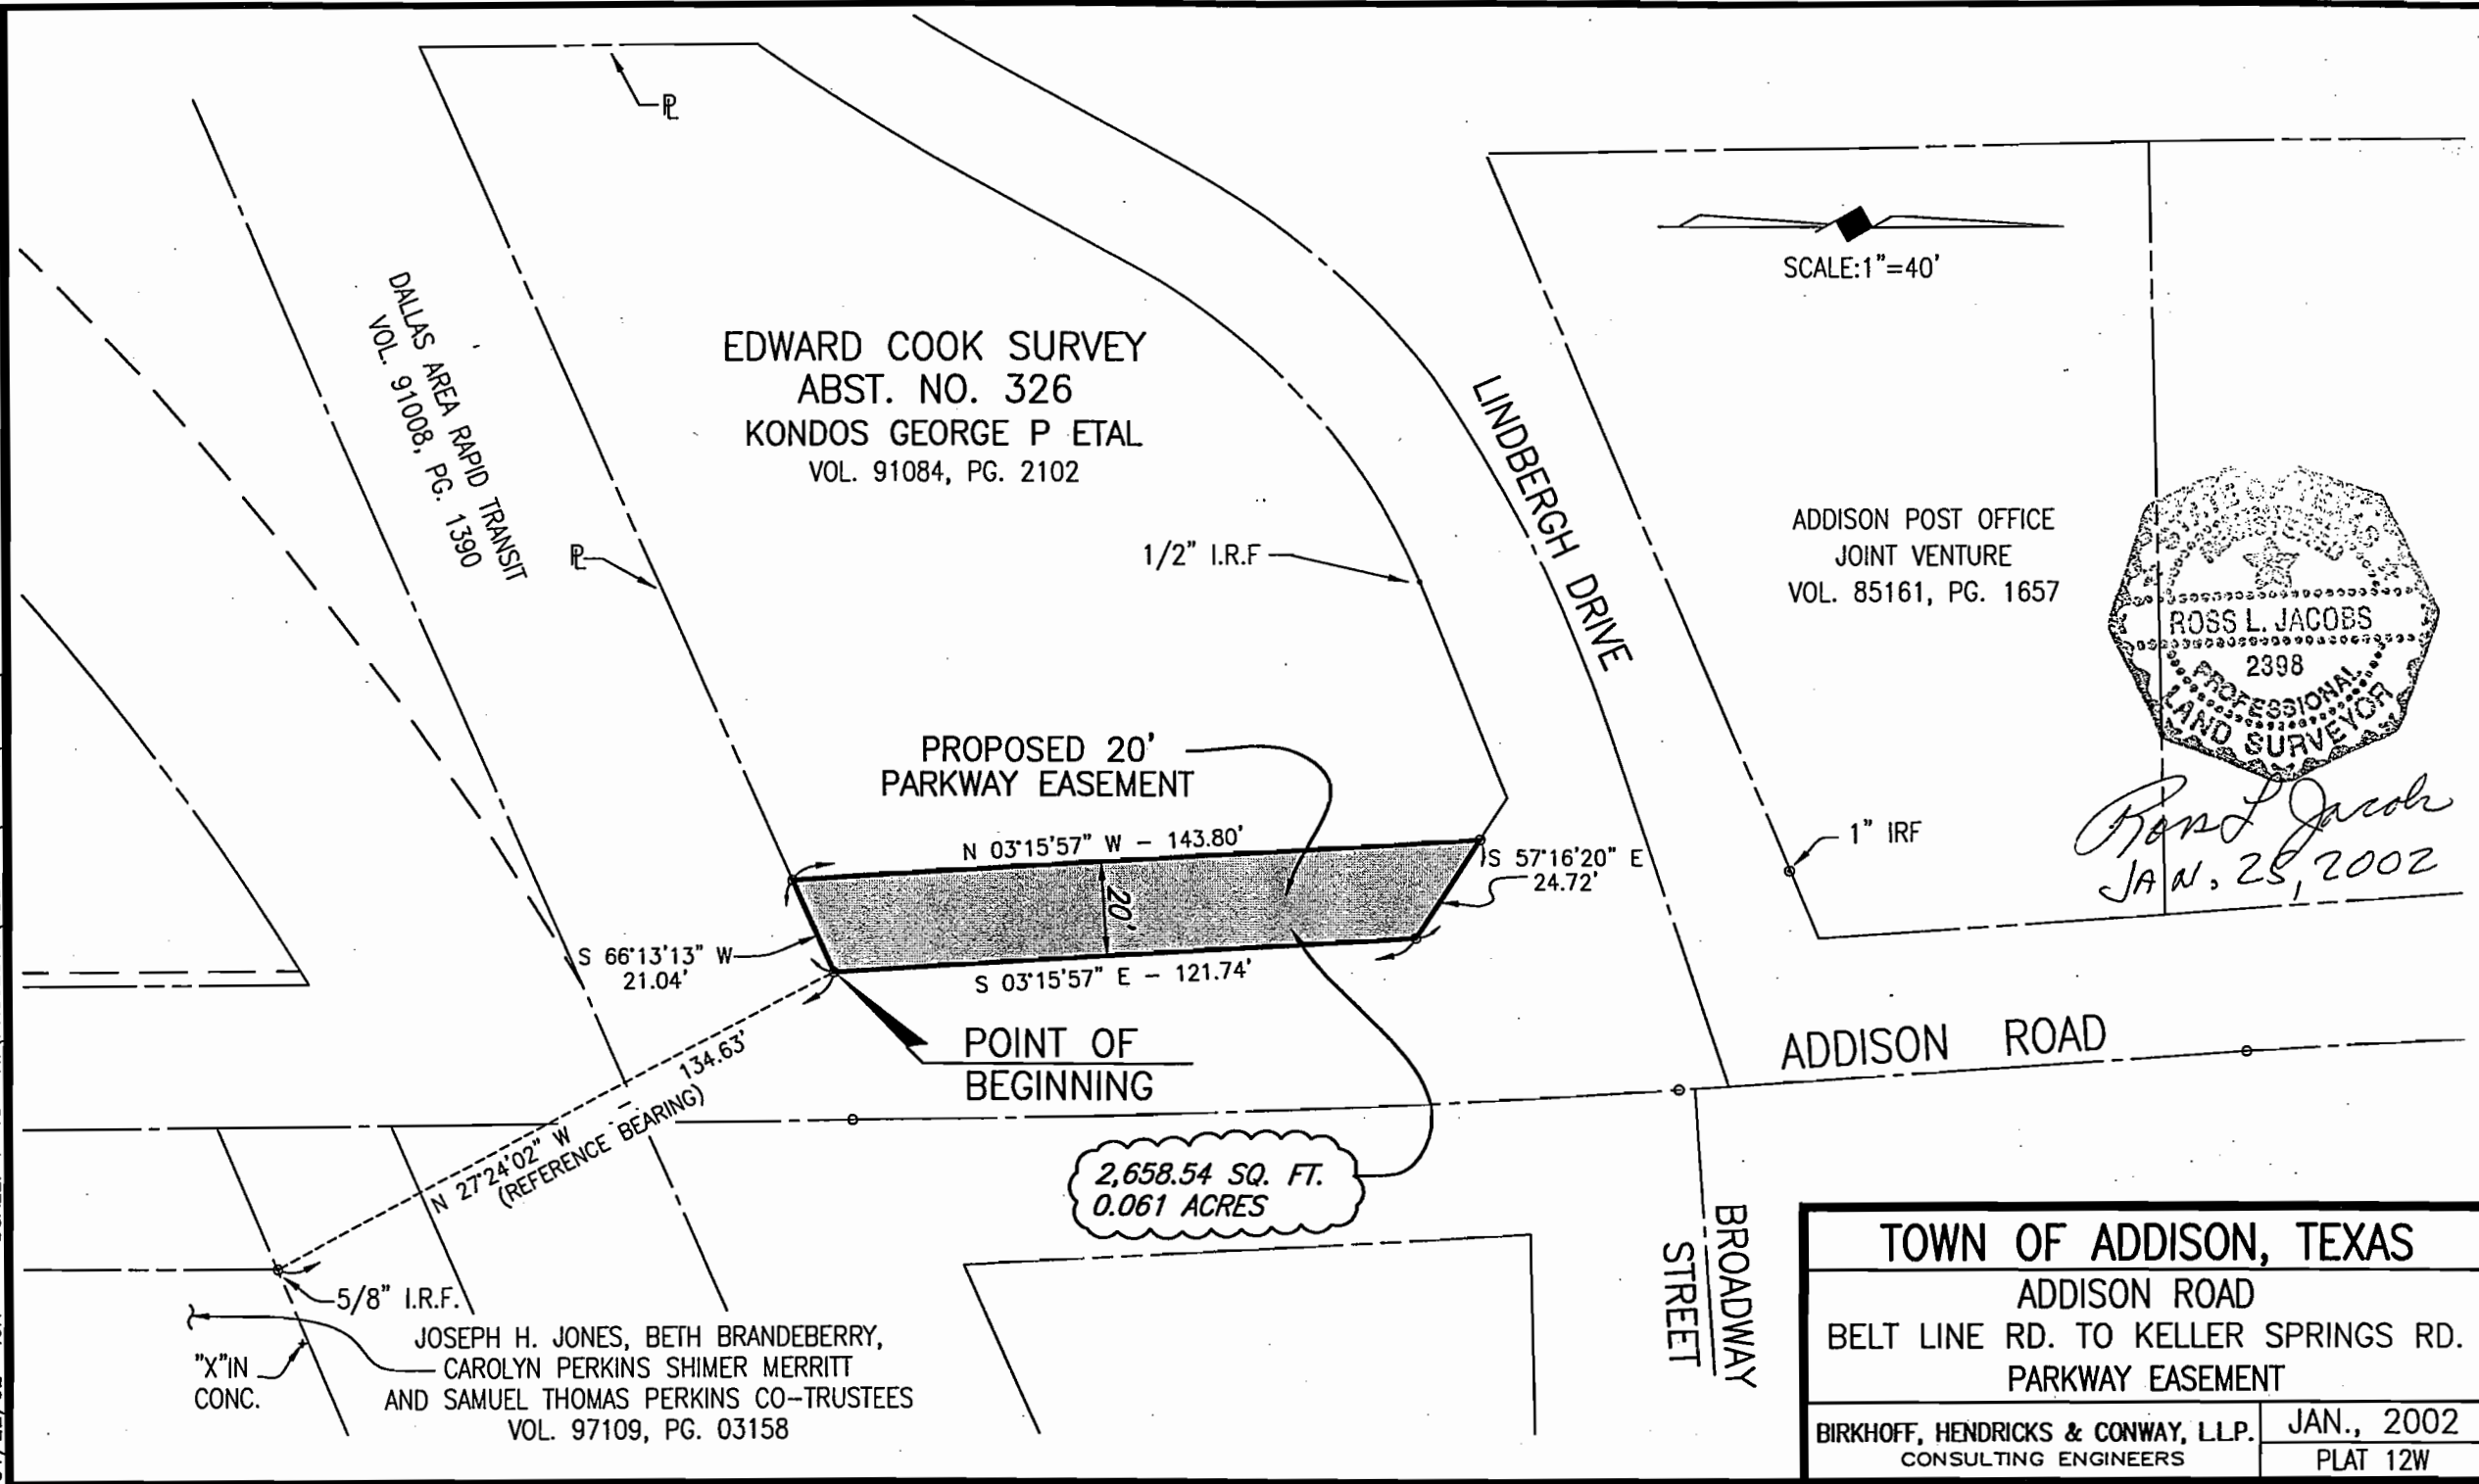 ℄
SCALE:1"=40'
DALLAS AREA RAPID TRANSIT
VOL. 91008, PG. 1390
EDWARD COOK SURVEY
ABST. NO. 326
KONDOS GEORGE P ETAL
VOL. 91084, PG. 2102
LINDBERGH DRIVE
ADDISON POST OFFICE
JOINT VENTURE
VOL. 85161, PG. 1657
STATE OF TEXAS
REGISTERED
ROSS L. JACOBS
2398
PROFESSIONAL
LAND SURVEYOR
Ross L Jacobs
JAN. 25, 2002
1/2" I.R.F
PROPOSED 20'
PARKWAY EASEMENT
1" IRF
N 03°15'57" W - 143.80'
S 57°16'20" E
24.72'
20'
S 66°13'13" W
21.04'
S 03°15'57" E - 121.74'
POINT OF
BEGINNING
ADDISON ROAD
134.63'
N 27°24'02" W
(REFERENCE BEARING)
2,658.54 SQ. FT.
0.061 ACRES
BROADWAY
STREET
5/8" I.R.F.
"X"IN
CONC.
JOSEPH H. JONES, BETH BRANDEBERRY,
CAROLYN PERKINS SHIMER MERRITT
AND SAMUEL THOMAS PERKINS CO-TRUSTEES
VOL. 97109, PG. 03158
TOWN OF ADDISON, TEXAS
ADDISON ROAD
BELT LINE RD. TO KELLER SPRINGS RD.
PARKWAY EASEMENT
BIRKHOFF, HENDRICKS & CONWAY, LLP.
CONSULTING ENGINEERS
JAN., 2002
PLAT 12W